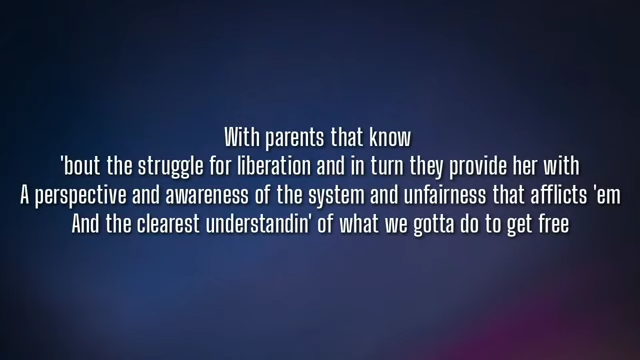 With parents that know
'bout the struggle for liberation and in turn they provide her with
A perspective and awareness of the system and unfairness that afflicts 'em
And the clearest understandin' of what we gotta do to get free